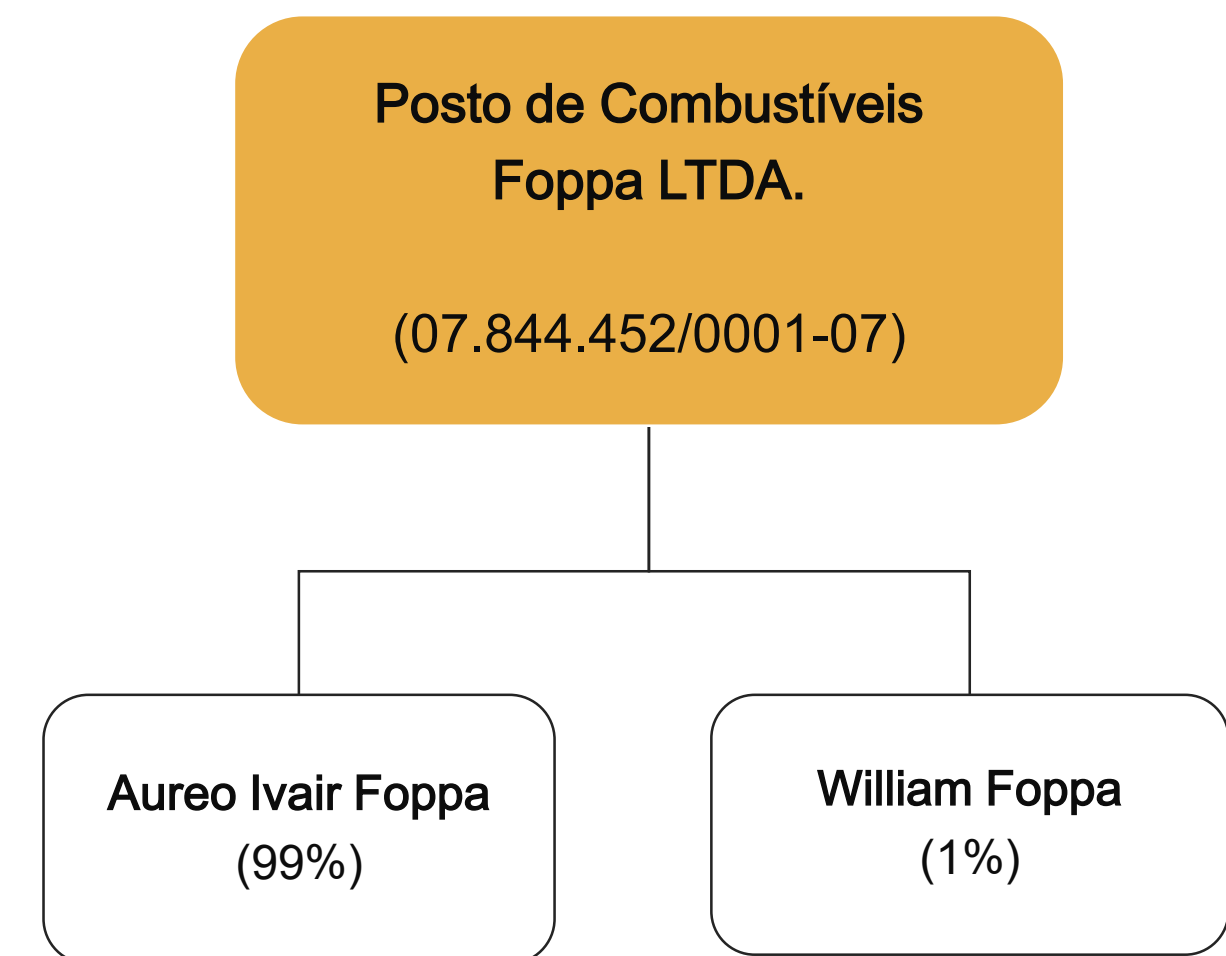 Posto de Combustíveis
Foppa LTDA.
(07.844.452/0001-07)
Aureo Ivair Foppa
(99%)
William Foppa
(1%)